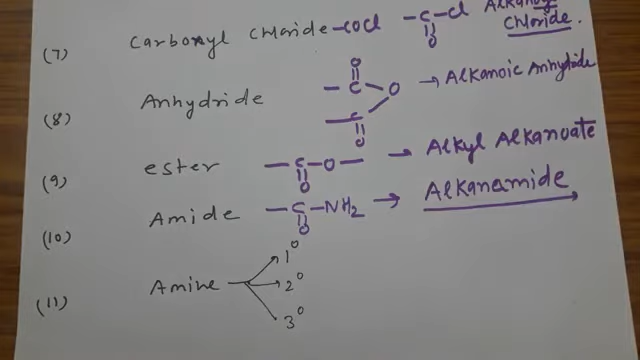 (7) Carbonyl Chloride -COCl -C-Cl Alkanoyl Chloride.
O
(8) Anhydride O
-C-O → Alkanoic Anhydride
-C
O
(9) ester -C-O- → Alkyl Alkanoate
O
(10) Amide -C-NH2 → Alkanamide
O
(11) Amine 1°
2°
3°